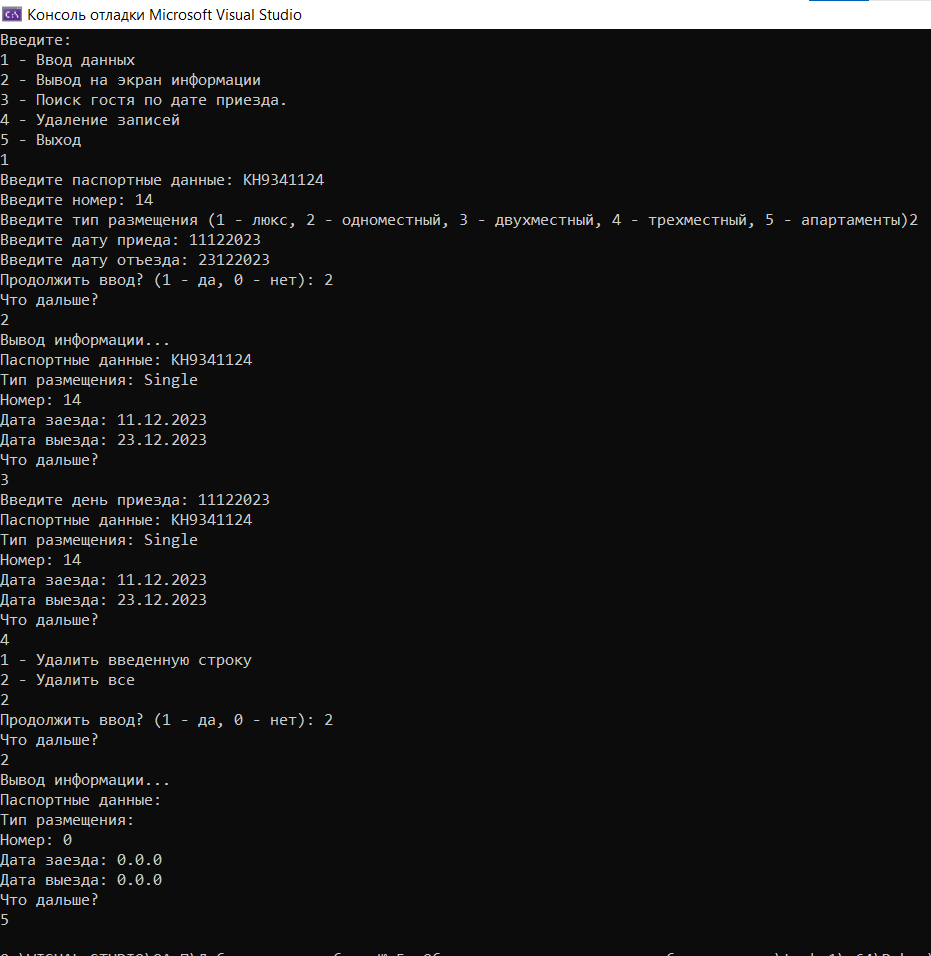 Консоль отладки Microsoft Visual Studio
Введите:
1 - Ввод данных
2 - Вывод на экран информации
3 - Поиск гостя по дате приезда.
4 - Удаление записей
5 - Выход
1
Введите паспортные данные: KH9341124
Введите номер: 14
Введите тип размещения (1 - люкс, 2 - одноместный, 3 - двухместный, 4 - трехместный, 5 - апартаменты)2
Введите дату приеда: 11122023
Введите дату отъезда: 23122023
Продолжить ввод? (1 - да, 0 - нет): 2
Что дальше?
2
Вывод информации...
Паспортные данные: KH9341124
Тип размещения: Single
Номер: 14
Дата заезда: 11.12.2023
Дата выезда: 23.12.2023
Что дальше?
3
Введите день приезда: 11122023
Паспортные данные: KH9341124
Тип размещения: Single
Номер: 14
Дата заезда: 11.12.2023
Дата выезда: 23.12.2023
Что дальше?
4
1 - Удалить введенную строку
2 - Удалить все
2
Продолжить ввод? (1 - да, 0 - нет): 2
Что дальше?
2
Вывод информации...
Паспортные данные:
Тип размещения:
Номер: 0
Дата заезда: 0.0.0
Дата выезда: 0.0.0
Что дальше?
5